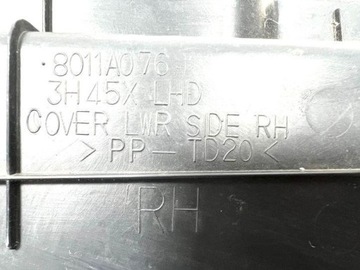 8011A076
3H45X LHD
COVER LWR SDE RH
>PP-TD20<
RH